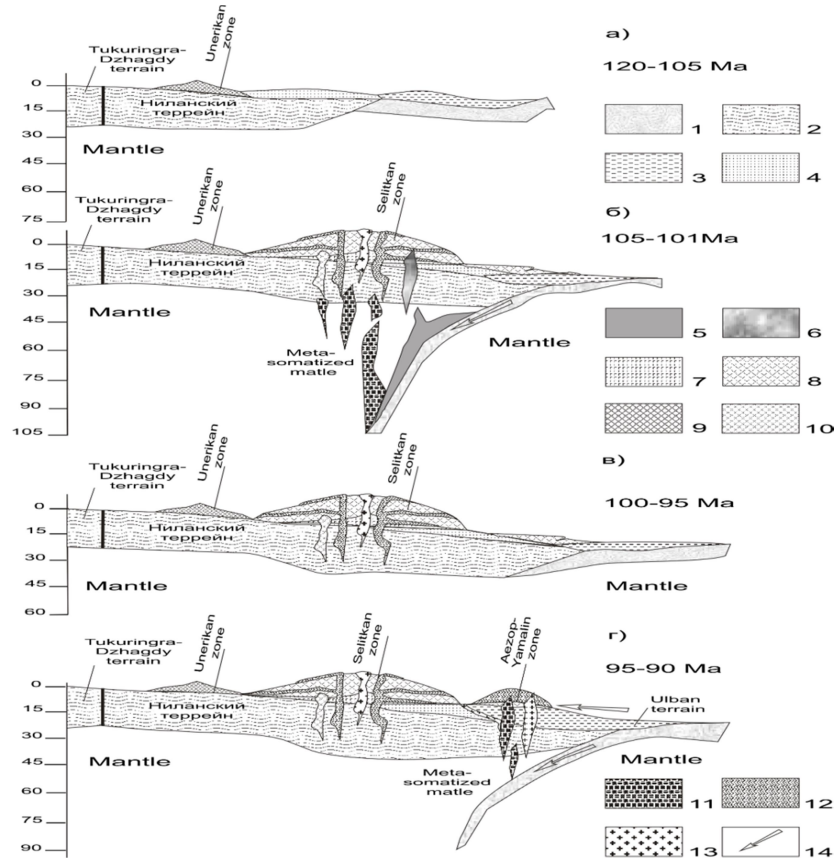 а)
120-105 Ma
Tukuringra-
Dzhagdy
terrain
Unerikan
zone
Ниланский
террейн
0
15
30
45
60
75
Mantle
1
2
3
4
б)
105-101Ma
Tukuringra-
Dzhagdy
terrain
Unerikan
zone
Selitkan
zone
Ниланский
террейн
0
15
30
45
60
75
90
105
Mantle
Meta-
somatized
matle
Mantle
5
6
7
8
9
10
в)
100-95 Ma
Tukuringra-
Dzhagdy
terrain
Unerikan
zone
Selitkan
zone
Ниланский
террейн
0
15
30
45
60
Mantle
Mantle
г)
95-90 Ma
Tukuringra-
Dzhagdy
terrain
Unerikan
zone
Selitkan
zone
Aezop-
Yamalin
zone
Ulban
terrain
Ниланский
террейн
0
15
30
45
60
75
90
Mantle
Meta-
somatized
matle
Mantle
11
12
13
14